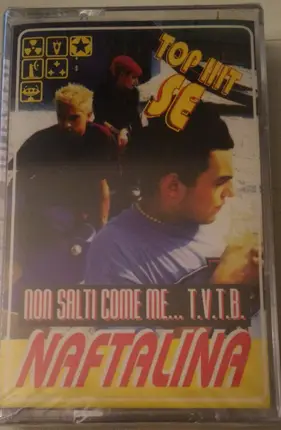 TOP-HIT
SE
NON SALTI COME ME... T.V.T.B.
NAFTALINA